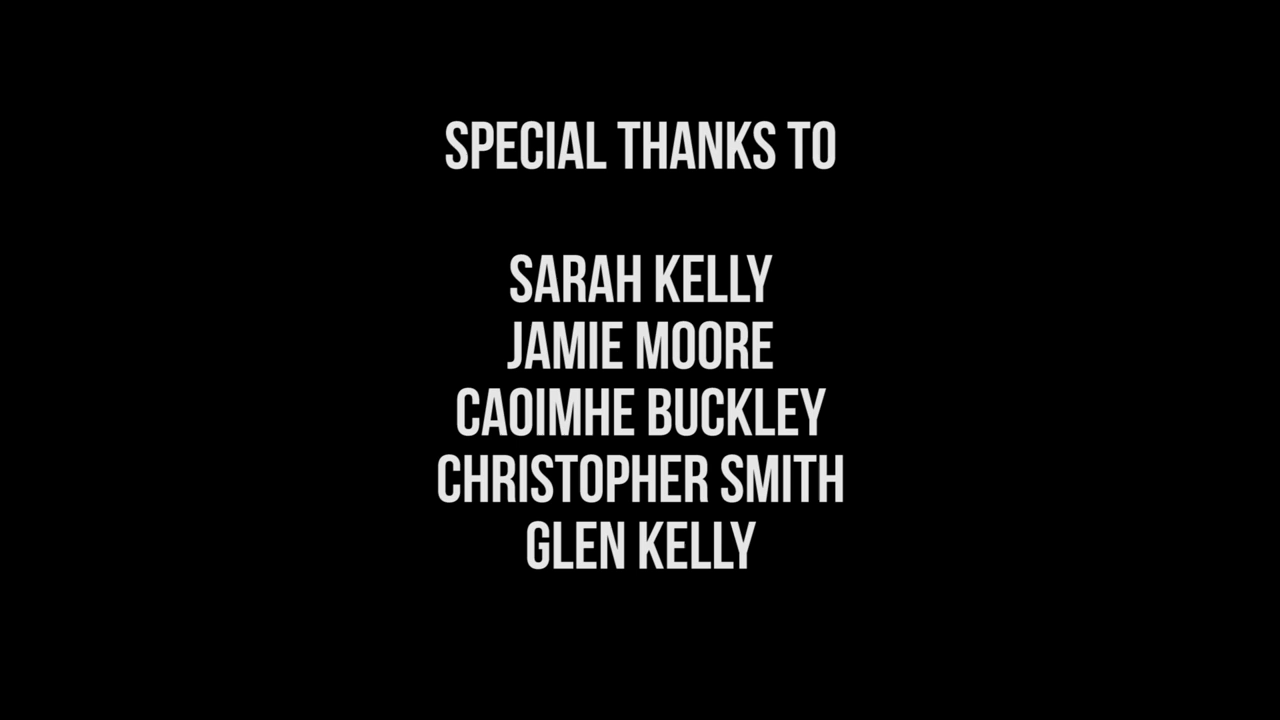 SPECIAL THANKS TO
SARAH KELLY
JAMIE MOORE
CAOIMHE BUCKLEY
CHRISTOPHER SMITH
GLEN KELLY